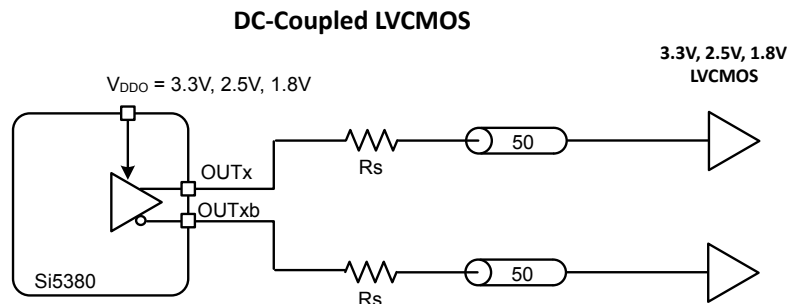 DC-Coupled LVCMOS
3.3V, 2.5V, 1.8V
LVCMOS
VDDO = 3.3V, 2.5V, 1.8V
OUTx
Rs
50
OUTxb
Si5380
Rs
50